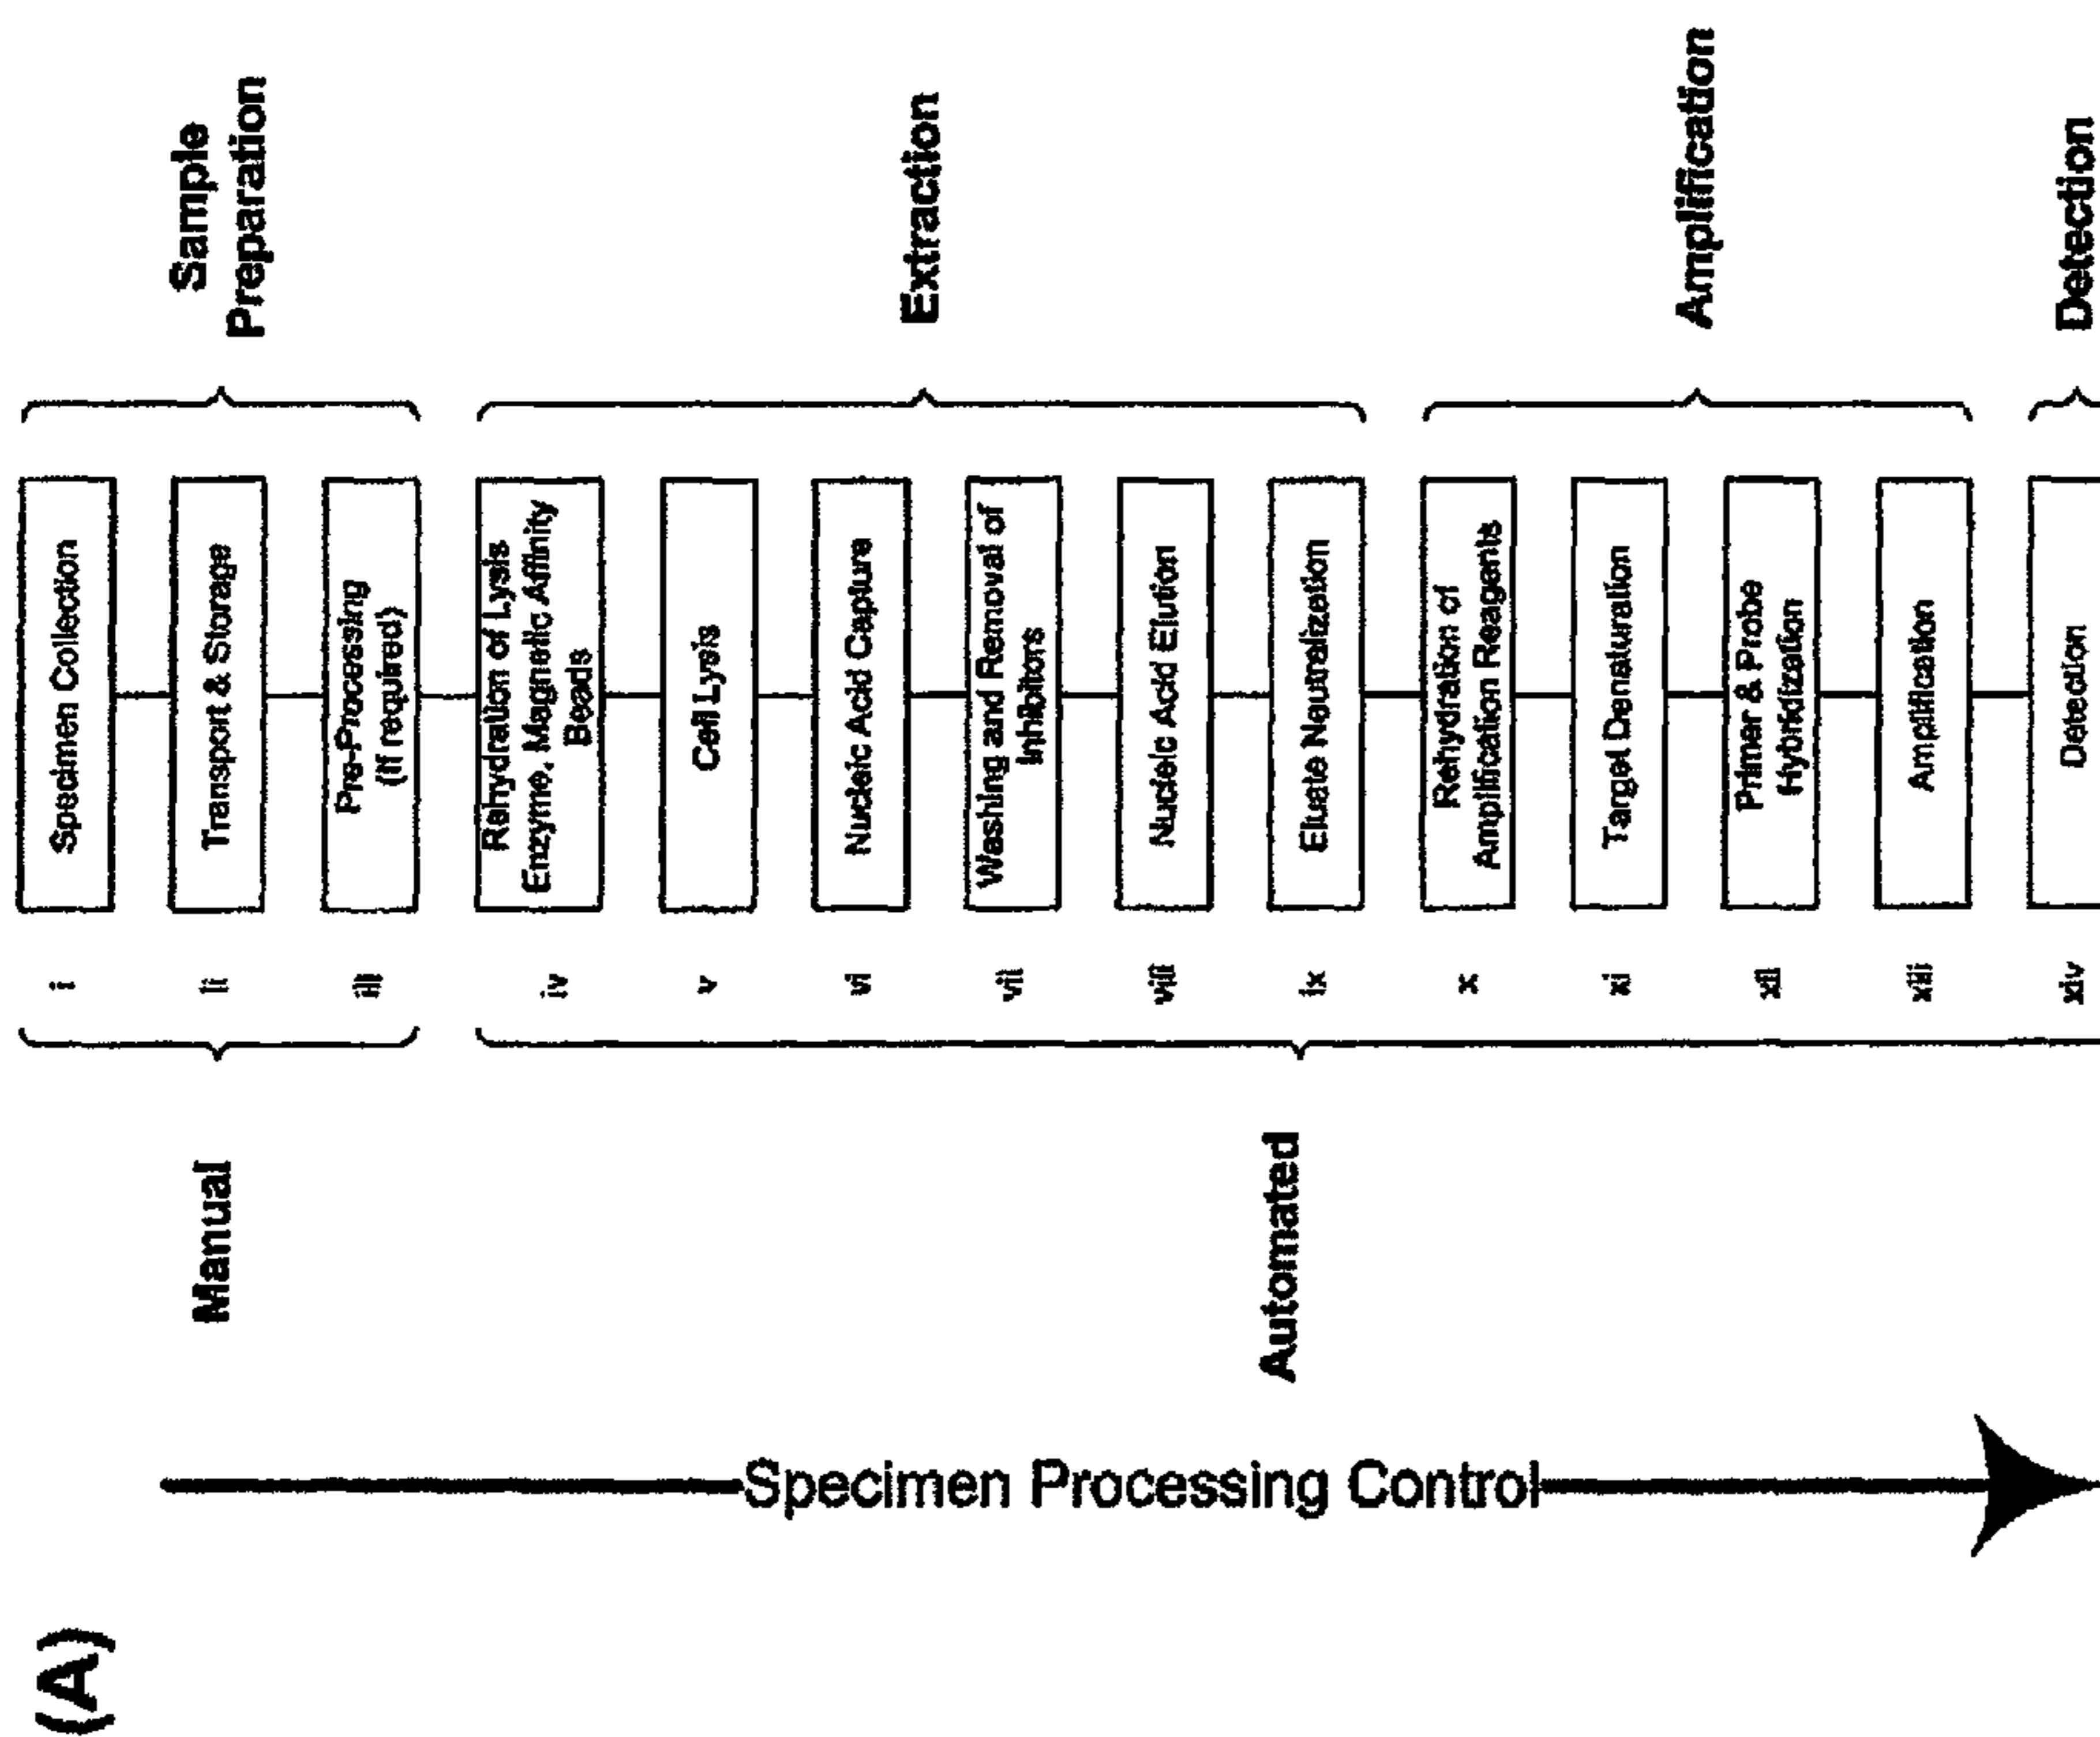 (A)
Specimen Processing Control
Manual
Automated
i
ii
iii
iv
v
vi
vii
viii
ix
x
xi
xii
xiii
xiv
Specimen Collection
Transport & Storage
Pre-Processing
(if required)
Rehydration of Lysis
Enzyme, Magnetic Affinity
Beads
Cell Lysis
Nucleic Acid Capture
Washing and Removal of
Inhibitors
Nucleic Acid Elution
Eluate Neutralization
Rehydration of
Amplification Reagents
Target Denaturation
Primer & Probe
Hybridization
Amplification
Detection
Sample
Preparation
Extraction
Amplification
Detection